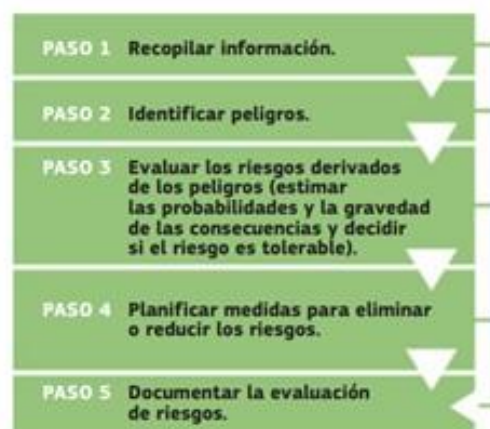 PASO 1 Recopilar información.
PASO 2 Identificar peligros.
PASO 3 Evaluar los riesgos derivados
de los peligros (estimar
las probabilidades y la gravedad
de las consecuencias y decidir
si el riesgo es tolerable).
PASO 4 Planificar medidas para eliminar
o reducir los riesgos.
PASO 5 Documentar la evaluación
de riesgos.